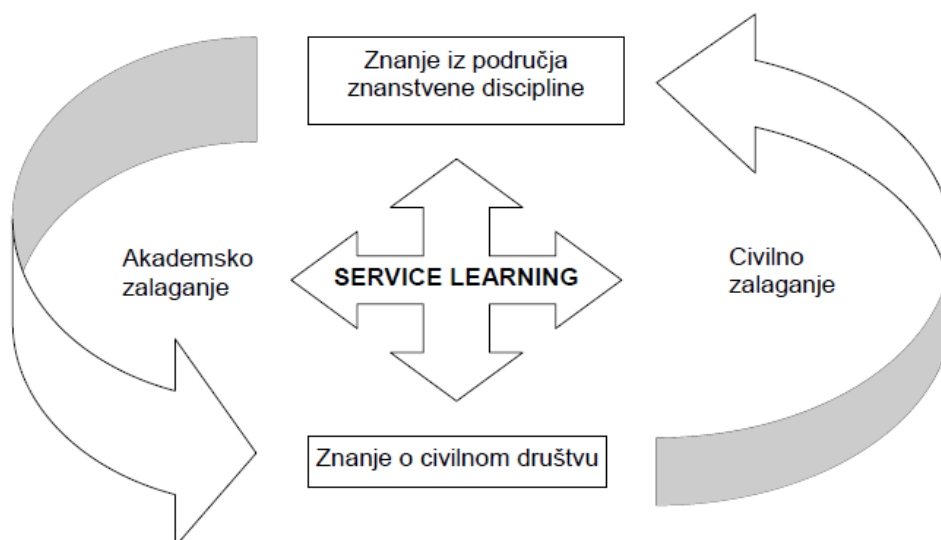 Znanje iz područja
znanstvene discipline
Akademsko
zalaganje
SERVICE LEARNING
Civilno
zalaganje
Znanje o civilnom društvu